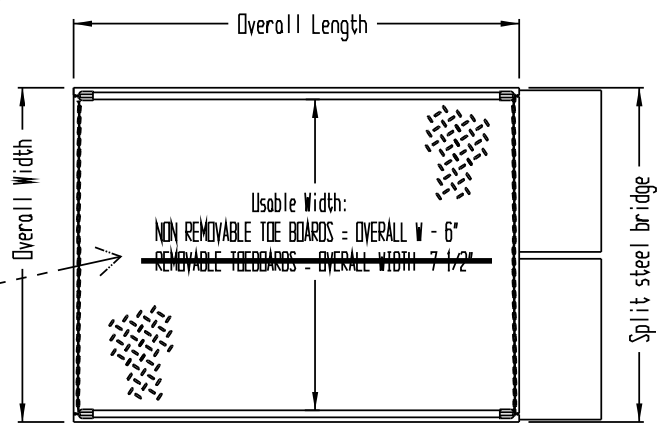 Overall Length
Overall Width
Usable Width:
NON REMOVABLE TOE BOARDS = OVERALL W - 6"
REMOVABLE TOEBOARDS = OVERALL WIDTH -7 1/2"
Split steel bridge